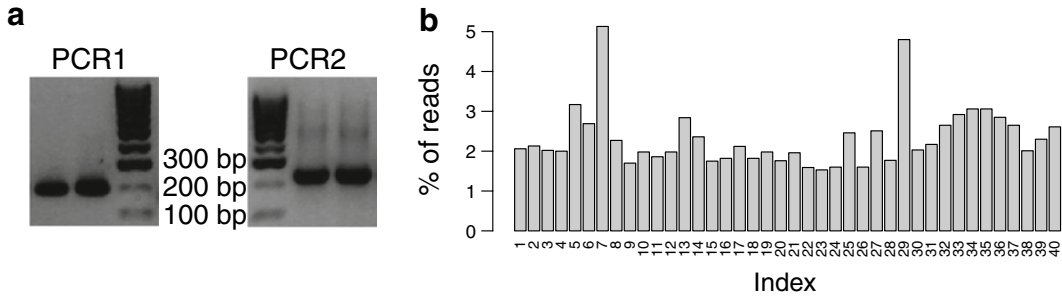 a
PCR1
PCR2
300 bp
200 bp
100 bp
b
% of reads
5
4
3
2
1
0
1 2 3 4 5 6 7 8 9 10 11 12 13 14 15 16 17 18 19 20 21 22 23 24 25 26 27 28 29 30 31 32 33 34 35 36 37 38 39 40
Index